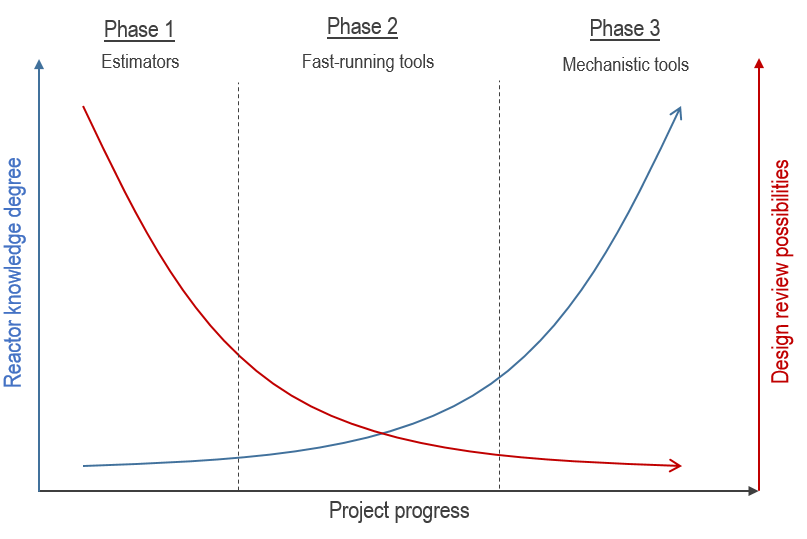 Phase 1
Phase 2
Phase 3
Estimators
Fast-running tools
Mechanistic tools
Reactor knowledge degree
Design review possibilities
Project progress